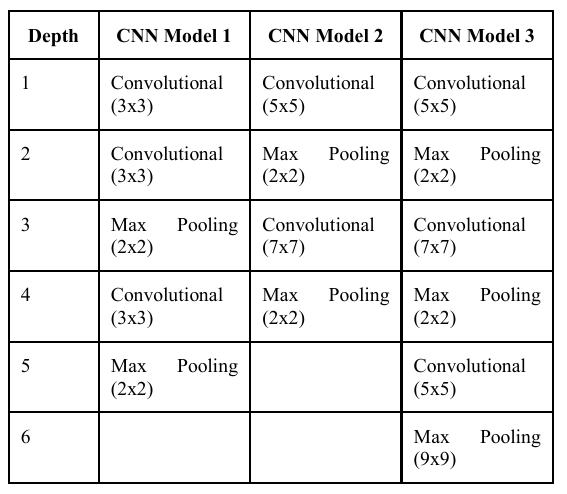 Depth CNN Model 1 CNN Model 2 CNN Model 3
1 Convolutional Convolutional Convolutional
(3x3) (5x5) (5x5)
2 Convolutional Max Pooling Max Pooling
(3x3) (2x2) (2x2)
3 Max Pooling Convolutional Convolutional
(2x2) (7x7) (7x7)
4 Convolutional Max Pooling Max Pooling
(3x3) (2x2) (2x2)
5 Max Pooling Convolutional
(2x2) (5x5)
6 Max Pooling
(9x9)